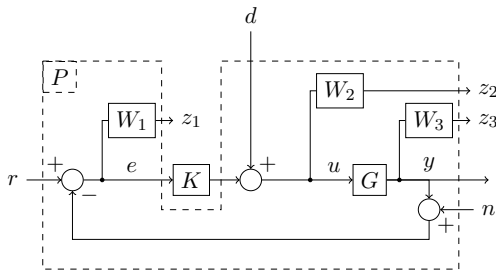 d
P
W₂ z₂
W₁ z₁ W₃ z₃
+ e + u y
r − K G
n
+